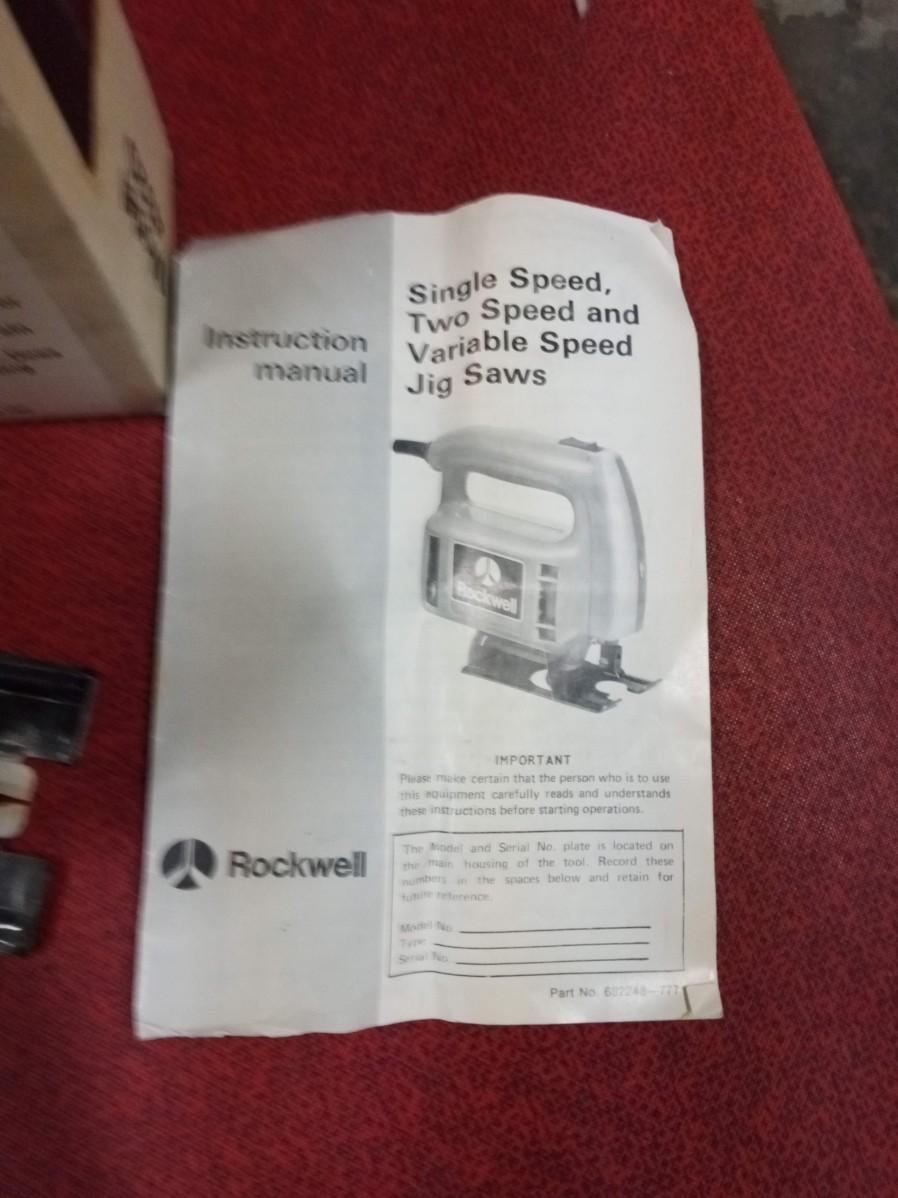 Instruction
manual
Single Speed,
Two Speed and
Variable Speed
Jig Saws
Rockwell
IMPORTANT
Please make certain that the person who is to use
this equipment carefully reads and understands
these instructions before starting operations.
The Model and Serial No. plate is located on
the main housing of the tool. Record these
numbers in the spaces below and retain for
future reference.
Model No.
Type
Serial No.
Rockwell
Part No.